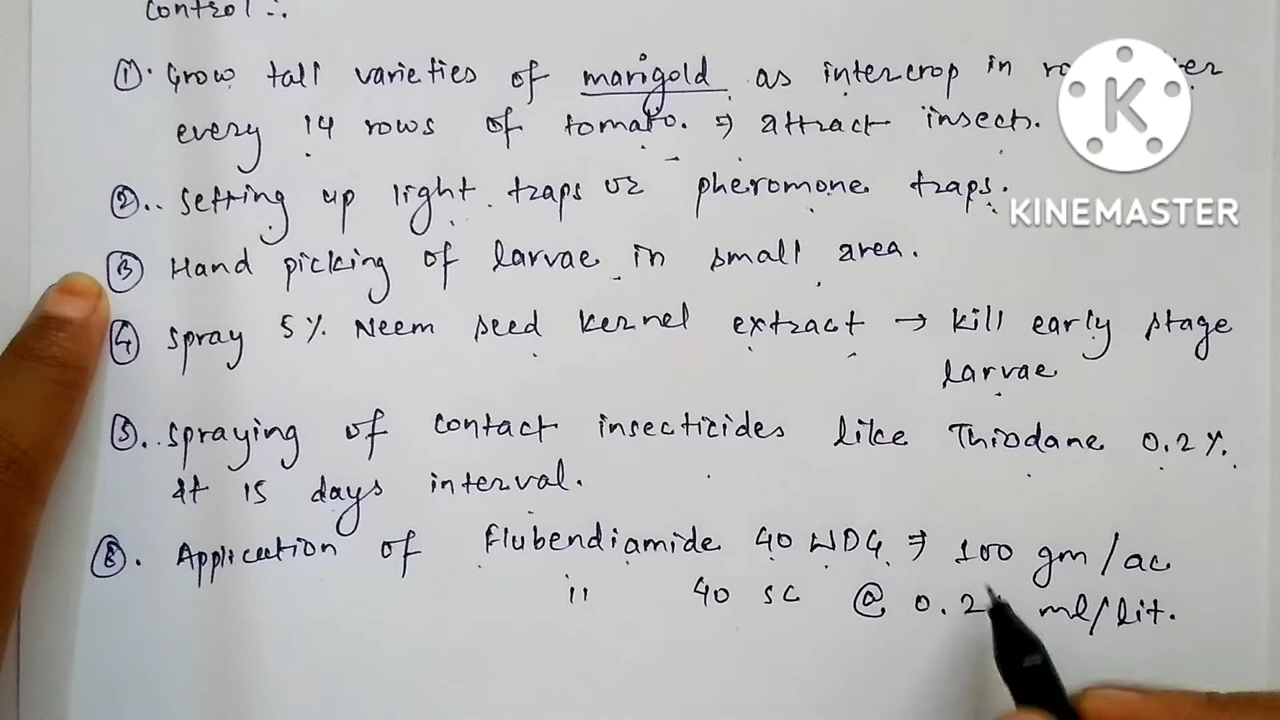 Control :.
① Grow tall varieties of marigold as intercrop in
every 14 rows of tomato. ⇒ attract insect.
② Setting up light traps or pheromone traps.
③ Hand picking of larvae in small area.
④ Spray 5% Neem seed kernel extract → kill early stage
larvae
⑤ Spraying of contact insecticides like Thiodane 0.2%.
At 15 days interval.
⑥. Application of Flubendiamide 40 WDG ⇒ 100 gm/ac
" 40 SC @ ml/lit.
K
KINEMASTER